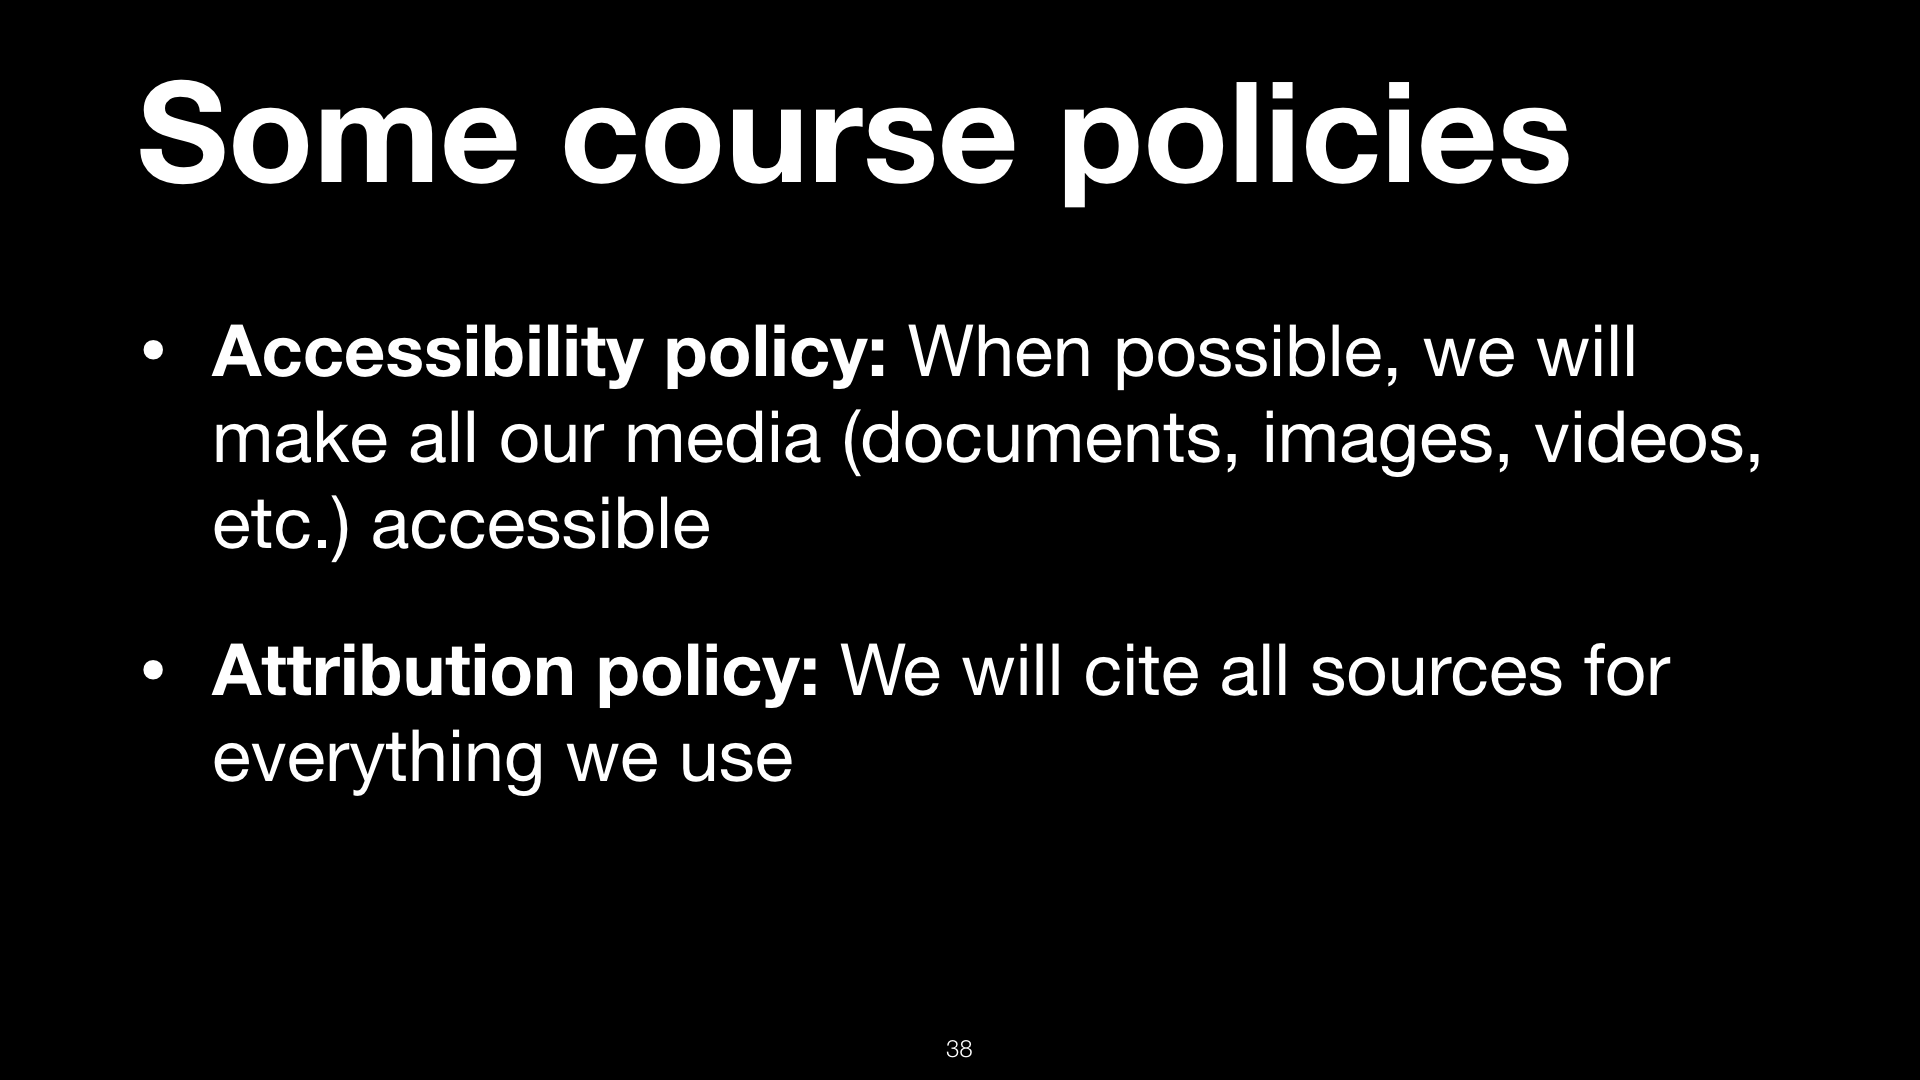 Some course policies
• Accessibility policy: When possible, we will
make all our media (documents, images, videos,
etc.) accessible
• Attribution policy: We will cite all sources for
everything we use
38